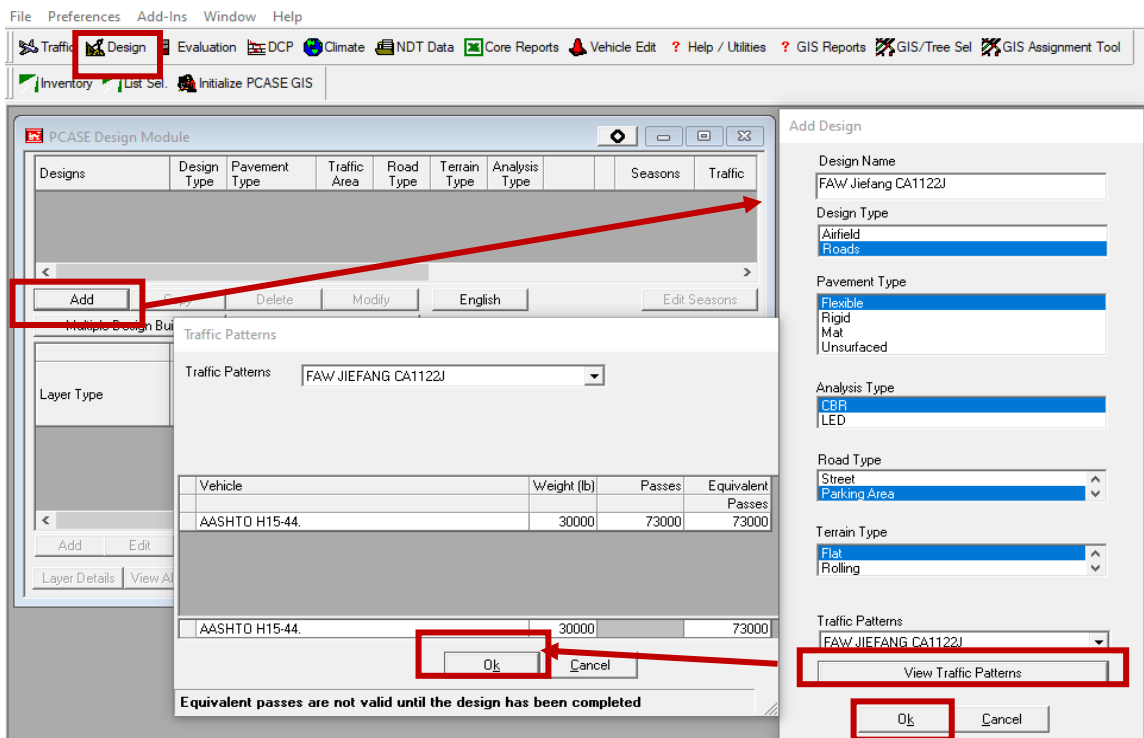 File Preferences Add-Ins Window Help
Traffic Design Evaluation DCP Climate NDT Data Core Reports Vehicle Edit ? Help / Utilities ? GIS Reports GIS/Tree Sel GIS Assignment Tool
Inventory List Sel. Initialize PCASE GIS
PCASE Design Module
Designs Design Type Pavement Type Traffic Area Road Type Terrain Type Analysis Type Seasons Traffic
Add Copy Delete Modify English Edit Seasons
Multiple Design Bui
Layer Type
Add Edit
Layer Details View Al
Traffic Patterns
Traffic Patterns FAW JIEFANG CA1122J
Vehicle Weight (lb) Passes Equivalent
Passes
AASHTO H15-44. 30000 73000 73000
AASHTO H15-44. 30000 73000
Ok Cancel
Equivalent passes are not valid until the design has been completed
Add Design
Design Name
FAW Jiefang CA1122J
Design Type
Airfield
Roads
Pavement Type
Flexible
Rigid
Mat
Unsurfaced
Analysis Type
CBR
LED
Road Type
Street
Parking Area
Terrain Type
Flat
Rolling
Traffic Patterns
FAW JIEFANG CA1122J
View Traffic Patterns
Ok Cancel